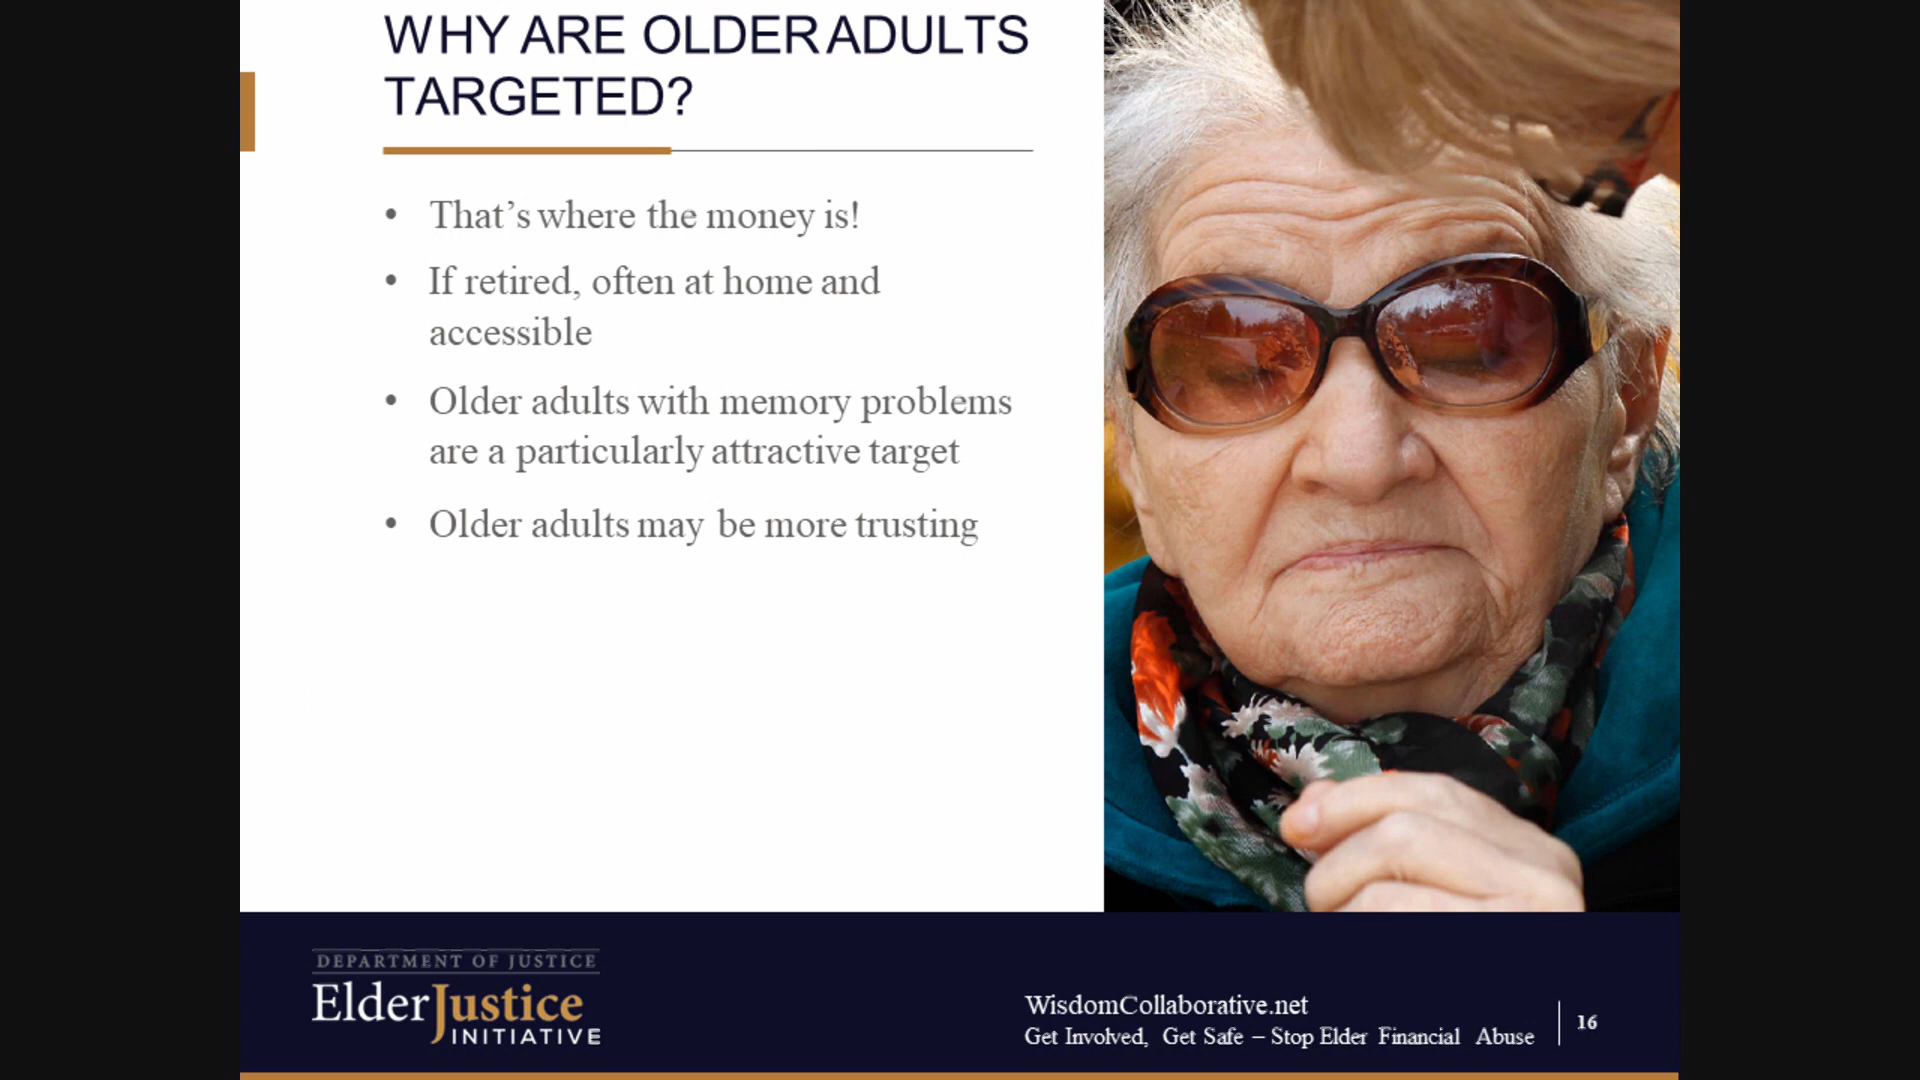 WHY ARE OLDER ADULTS
TARGETED?
• That's where the money is!
• If retired, often at home and
accessible
• Older adults with memory problems
are a particularly attractive target
• Older adults may be more trusting
DEPARTMENT OF JUSTICE
Elder Justice
INITIATIVE
WisdomCollaborative.net
Get Involved, Get Safe – Stop Elder Financial Abuse
16